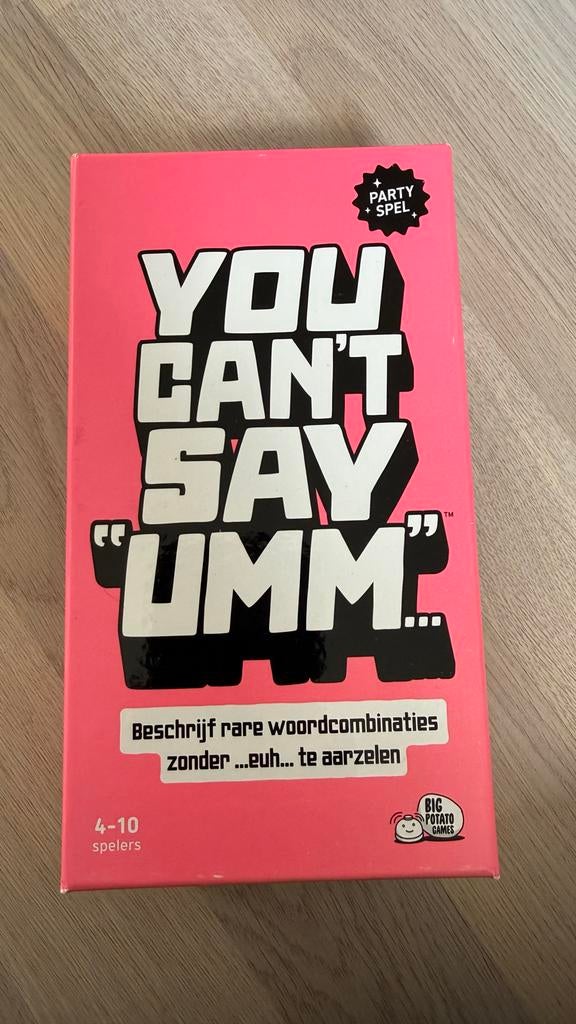 PARTY
SPEL
YOU
CAN'T
SAY
"UMM"...™
Beschrijf rare woordcombinaties
zonder ...euh... te aarzelen
4-10
spelers
BIG
POTATO
GAMES